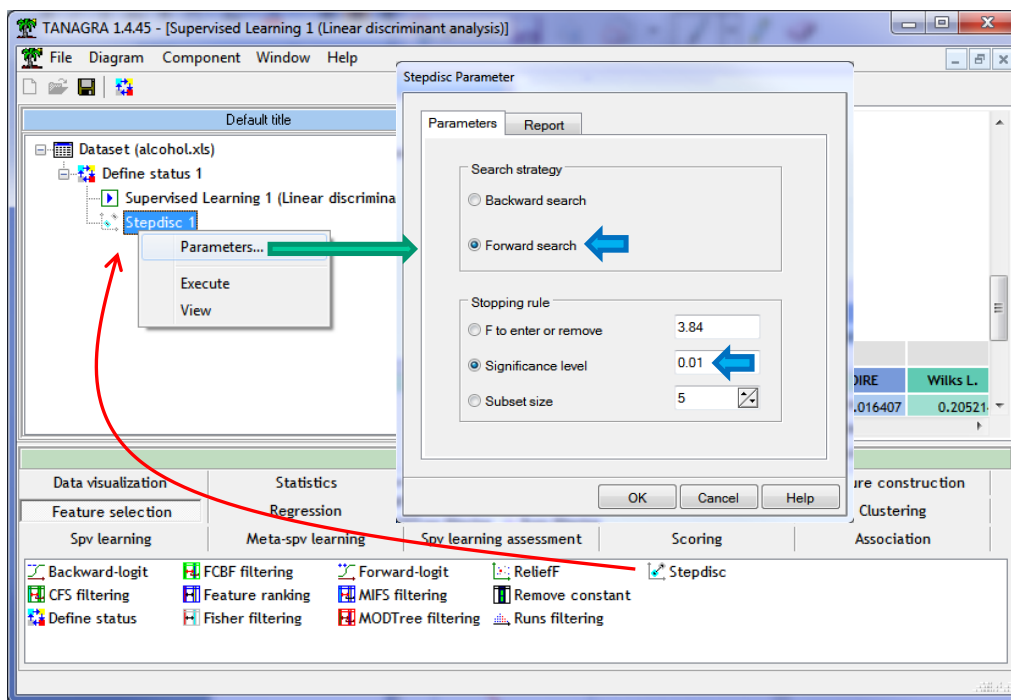 TANAGRA 1.4.45 - [Supervised Learning 1 (Linear discriminant analysis)]
File Diagram Component Window Help
Default title
Dataset (alcohol.xls)
Define status 1
Supervised Learning 1 (Linear discrimina
Stepdisc 1
Parameters...
Execute
View
Stepdisc Parameter
Parameters Report
Search strategy
Backward search
Forward search
Stopping rule
F to enter or remove 3.84
Significance level 0.01
Subset size 5
OK Cancel Help
OIRE Wilks L.
.016407 0.20521
Data visualization Statistics ure construction
Feature selection Regression Clustering
Spv learning Meta-spv learning Spv learning assessment Scoring Association
Backward-logit FCBF filtering Forward-logit ReliefF Stepdisc
CFS filtering Feature ranking MIFS filtering Remove constant
Define status Fisher filtering MODTree filtering Runs filtering